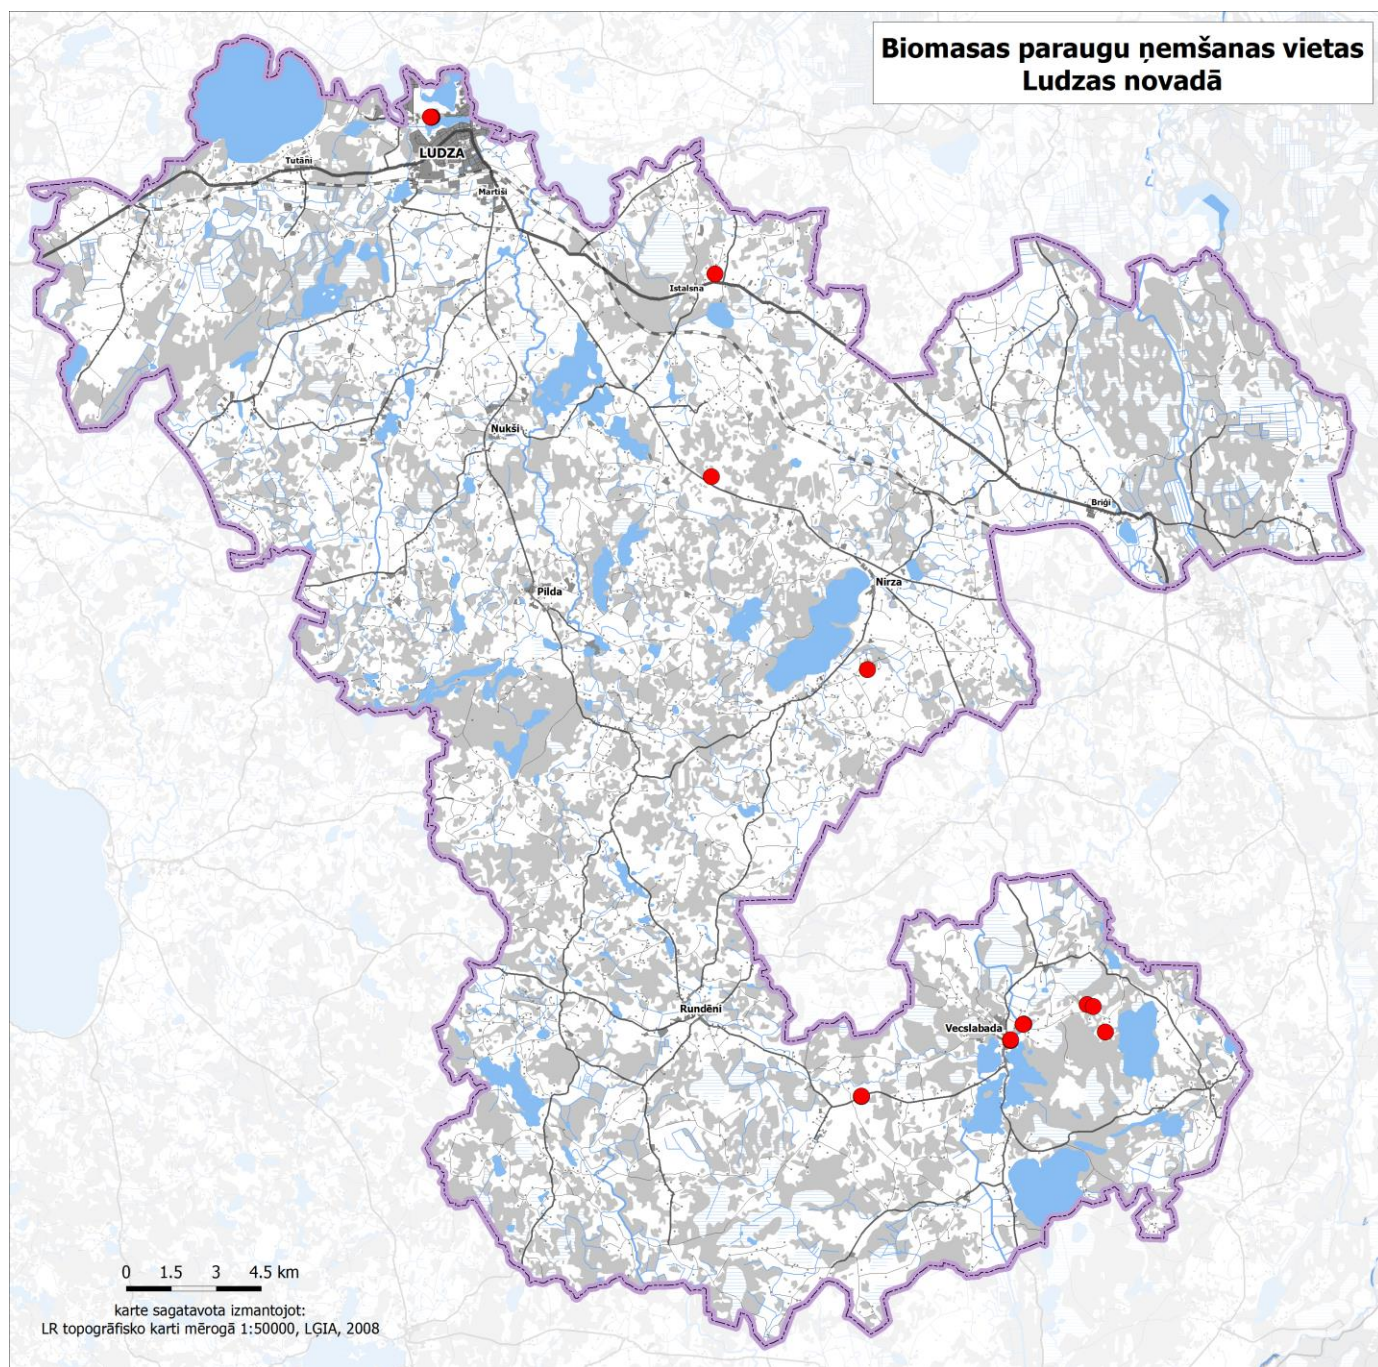 Biomasas paraugu ņemšanas vietas
Ludzas novadā
LUDZA
Tutāni
Martiši
Istalsna
Nukši
Briģi
Nirza
Pilda
Rundēni
Vecslabada
0 1.5 3 4.5 km
karte sagatavota izmantojot:
LR topogrāfisko karti mērogā 1:50000, LĢIA, 2008